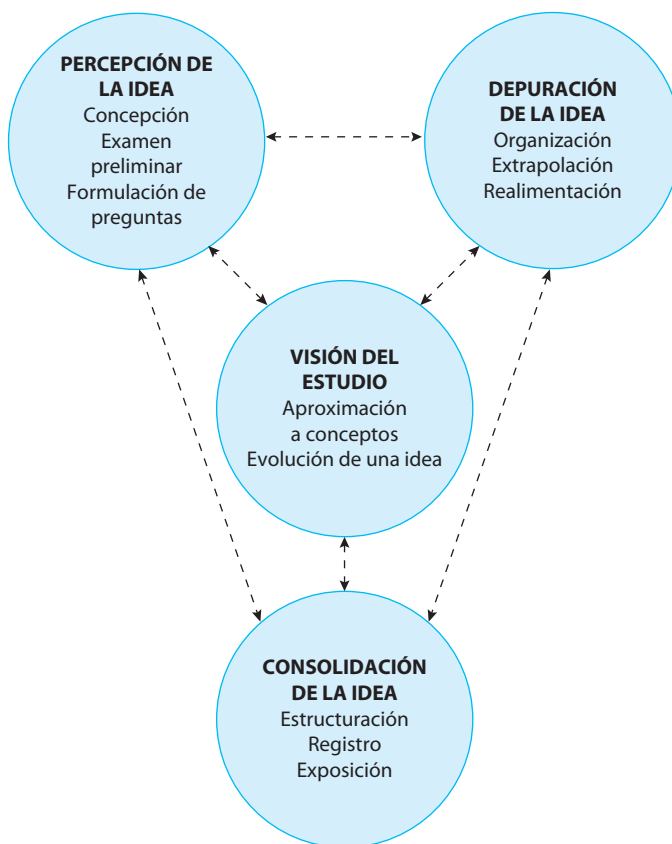 PERCEPCIÓN DE
LA IDEA
Concepción
Examen
preliminar
Formulación de
preguntas
DEPURACIÓN
DE LA IDEA
Organización
Extrapolación
Realimentación
VISIÓN DEL
ESTUDIO
Aproximación
a conceptos
Evolución de una idea
CONSOLIDACIÓN
DE LA IDEA
Estructuración
Registro
Exposición